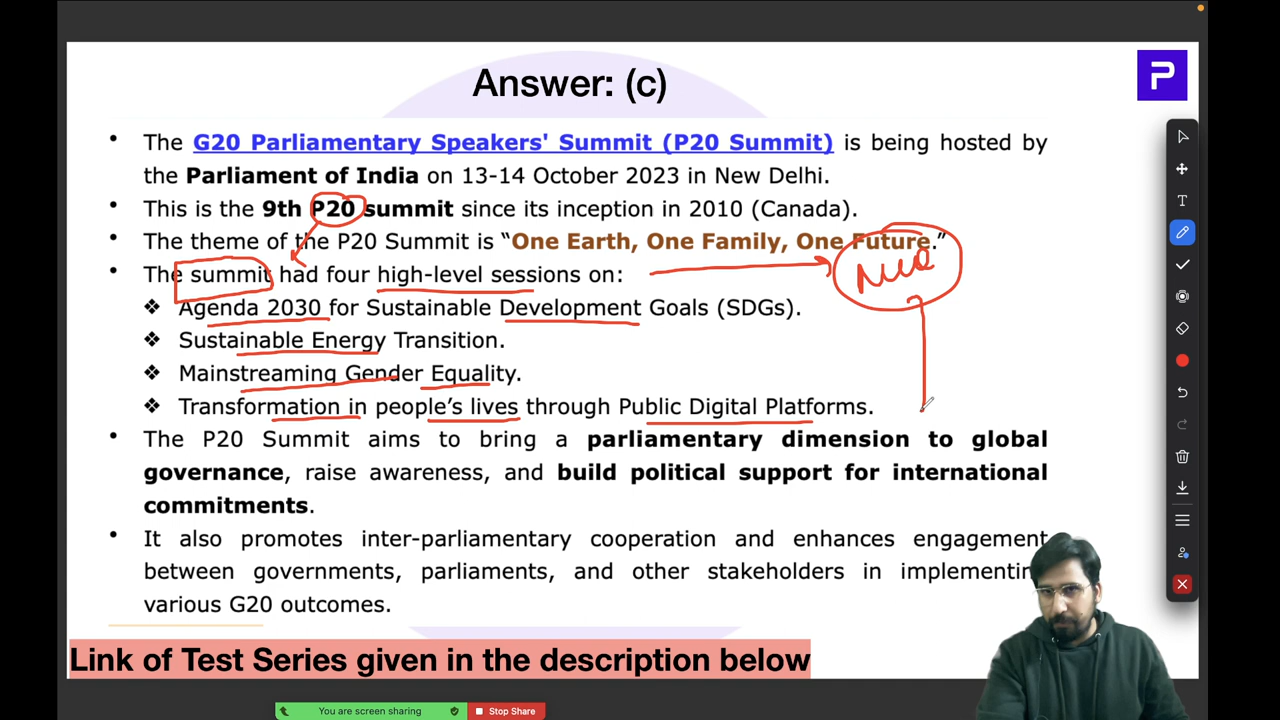 Answer: (c)
P
• The G20 Parliamentary Speakers' Summit (P20 Summit) is being hosted by
the Parliament of India on 13-14 October 2023 in New Delhi.
• This is the 9th P20 summit since its inception in 2010 (Canada).
• The theme of the P20 Summit is “One Earth, One Family, One Future.”
• The summit had four high-level sessions on:
❖ Agenda 2030 for Sustainable Development Goals (SDGs).
❖ Sustainable Energy Transition.
❖ Mainstreaming Gender Equality.
❖ Transformation in people’s lives through Public Digital Platforms.
• The P20 Summit aims to bring a parliamentary dimension to global
governance, raise awareness, and build political support for international
commitments.
• It also promotes inter-parliamentary cooperation and enhances engagement
between governments, parliaments, and other stakeholders in implementin
various G20 outcomes.
Link of Test Series given in the description below
You are screen sharing
Stop Share